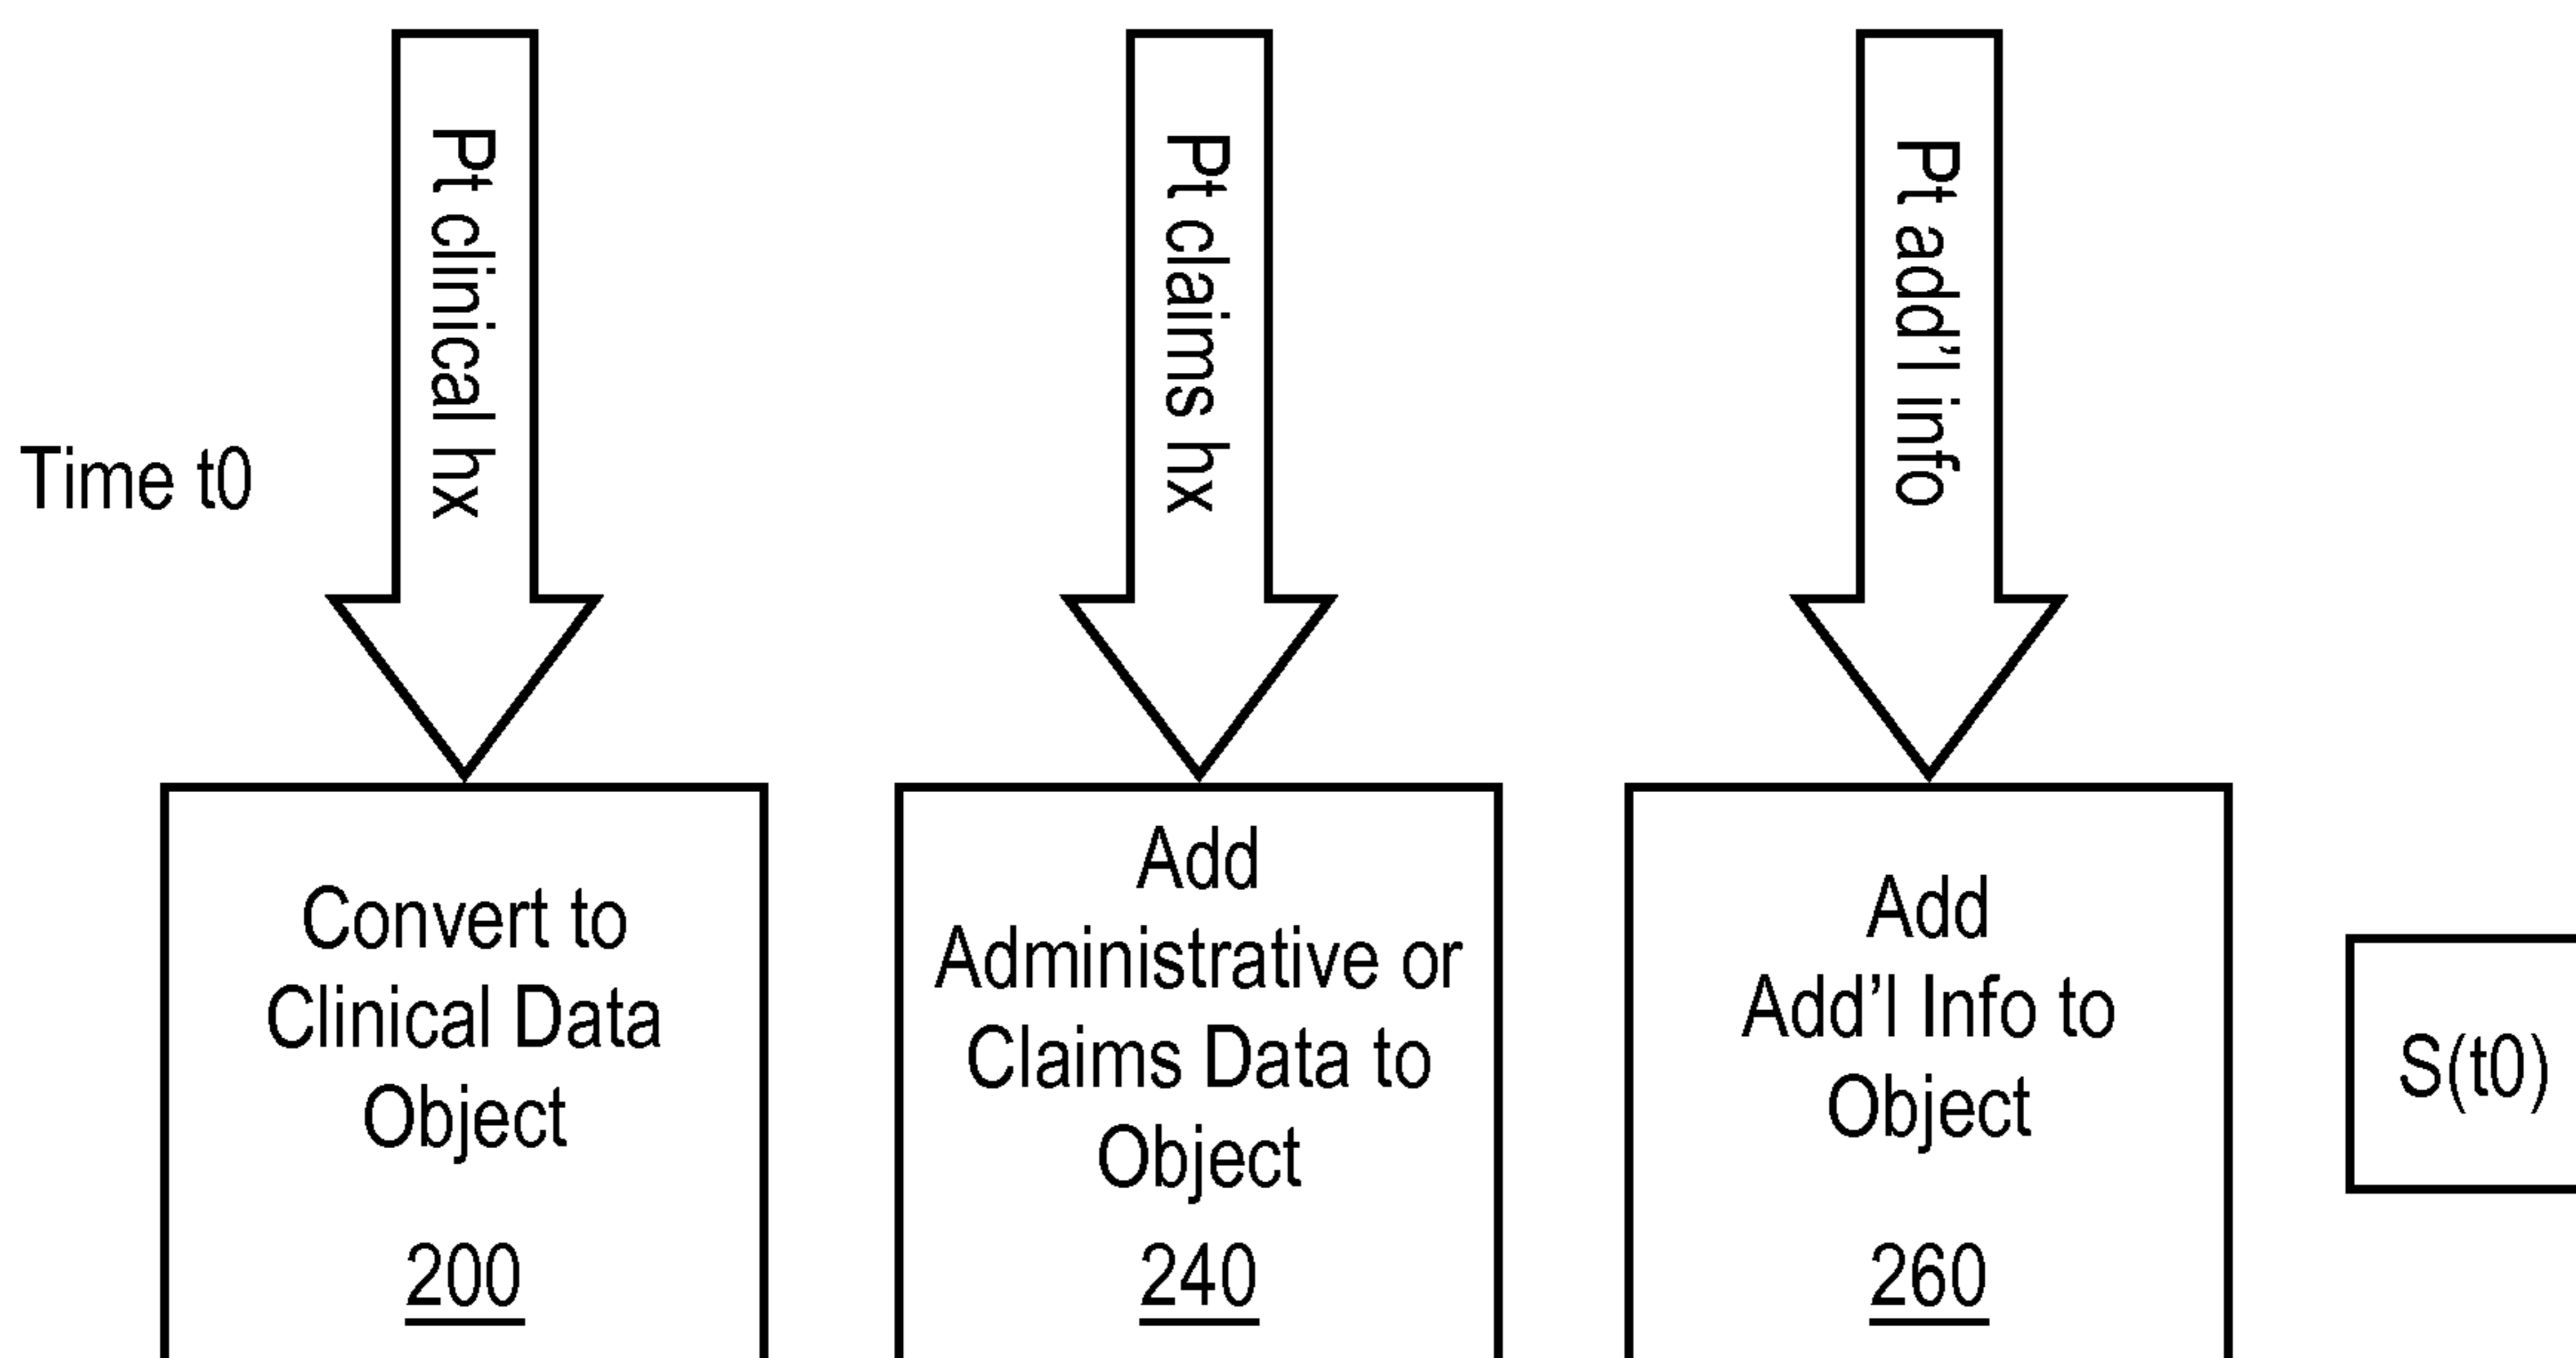 Time t0
Pt clinical hx
Pt claims hx
Pt add'l info
Convert to
Clinical Data
Object
200
Add
Administrative or
Claims Data to
Object
240
Add
Add'l Info to
Object
260
S(t0)